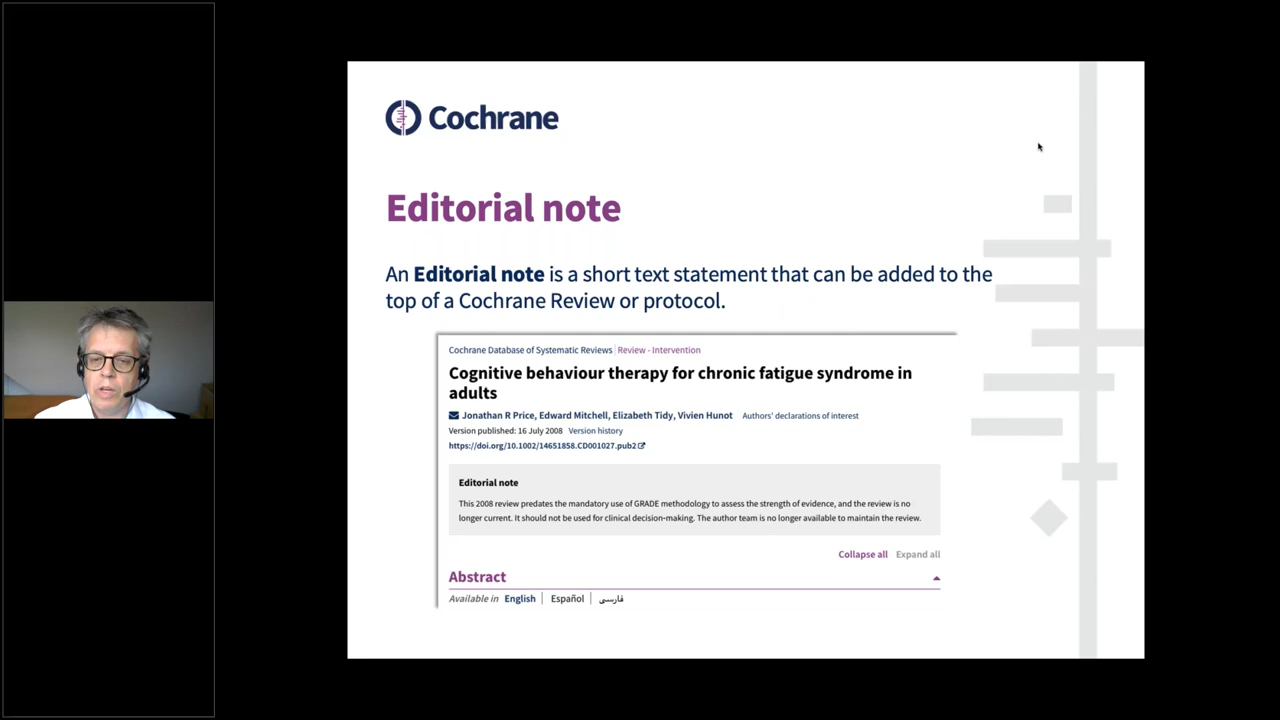 Cochrane
Editorial note
An Editorial note is a short text statement that can be added to the
top of a Cochrane Review or protocol.
Cochrane Database of Systematic Reviews | Review - Intervention
Cognitive behaviour therapy for chronic fatigue syndrome in
adults
Jonathan R Price, Edward Mitchell, Elizabeth Tidy, Vivien Hunot Authors' declarations of interest
Version published: 16 July 2008 Version history
https://doi.org/10.1002/14651858.CD001027.pub2
Editorial note
This 2008 review predates the mandatory use of GRADE methodology to assess the strength of evidence, and the review is no
longer current. It should not be used for clinical decision-making. The author team is no longer available to maintain the review.
Collapse all Expand all
Abstract
Available in English | Español | فارسی